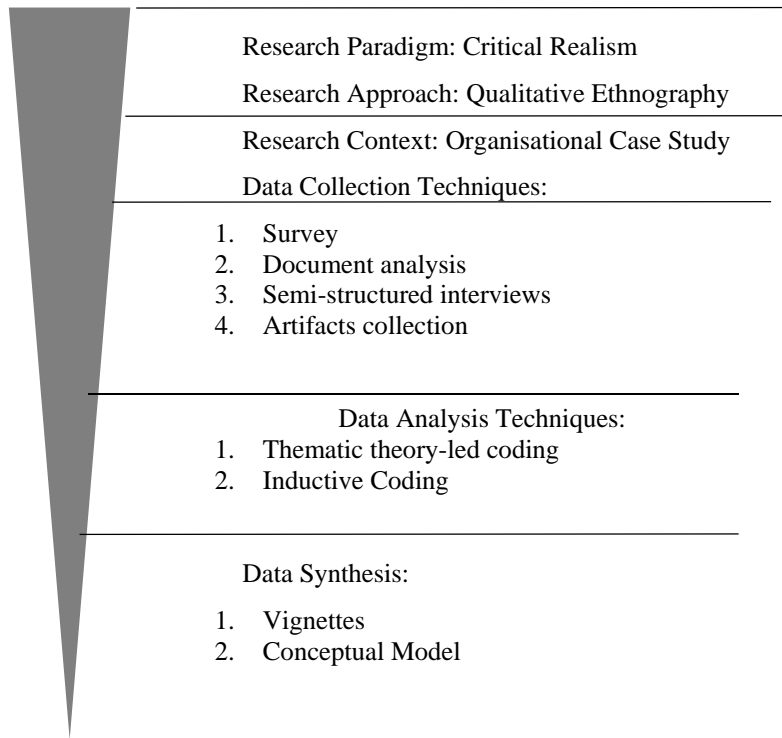 Research Paradigm: Critical Realism
Research Approach: Qualitative Ethnography
Research Context: Organisational Case Study
Data Collection Techniques:
1. Survey
2. Document analysis
3. Semi-structured interviews
4. Artifacts collection
Data Analysis Techniques:
1. Thematic theory-led coding
2. Inductive Coding
Data Synthesis:
1. Vignettes
2. Conceptual Model